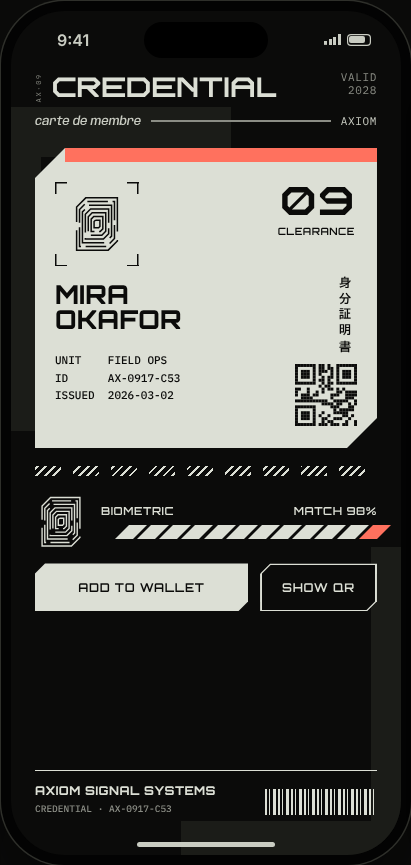 9:41
AX-09
CREDENTIAL
VALID
2028
carte de membre
AXIOM
09
CLEARANCE
MIRA
OKAFOR
身分証明書
UNIT FIELD OPS
ID AX-0917-C53
ISSUED 2026-03-02
BIOMETRIC MATCH 98%
ADD TO WALLET SHOW QR
AXIOM SIGNAL SYSTEMS
CREDENTIAL · AX-0917-C53